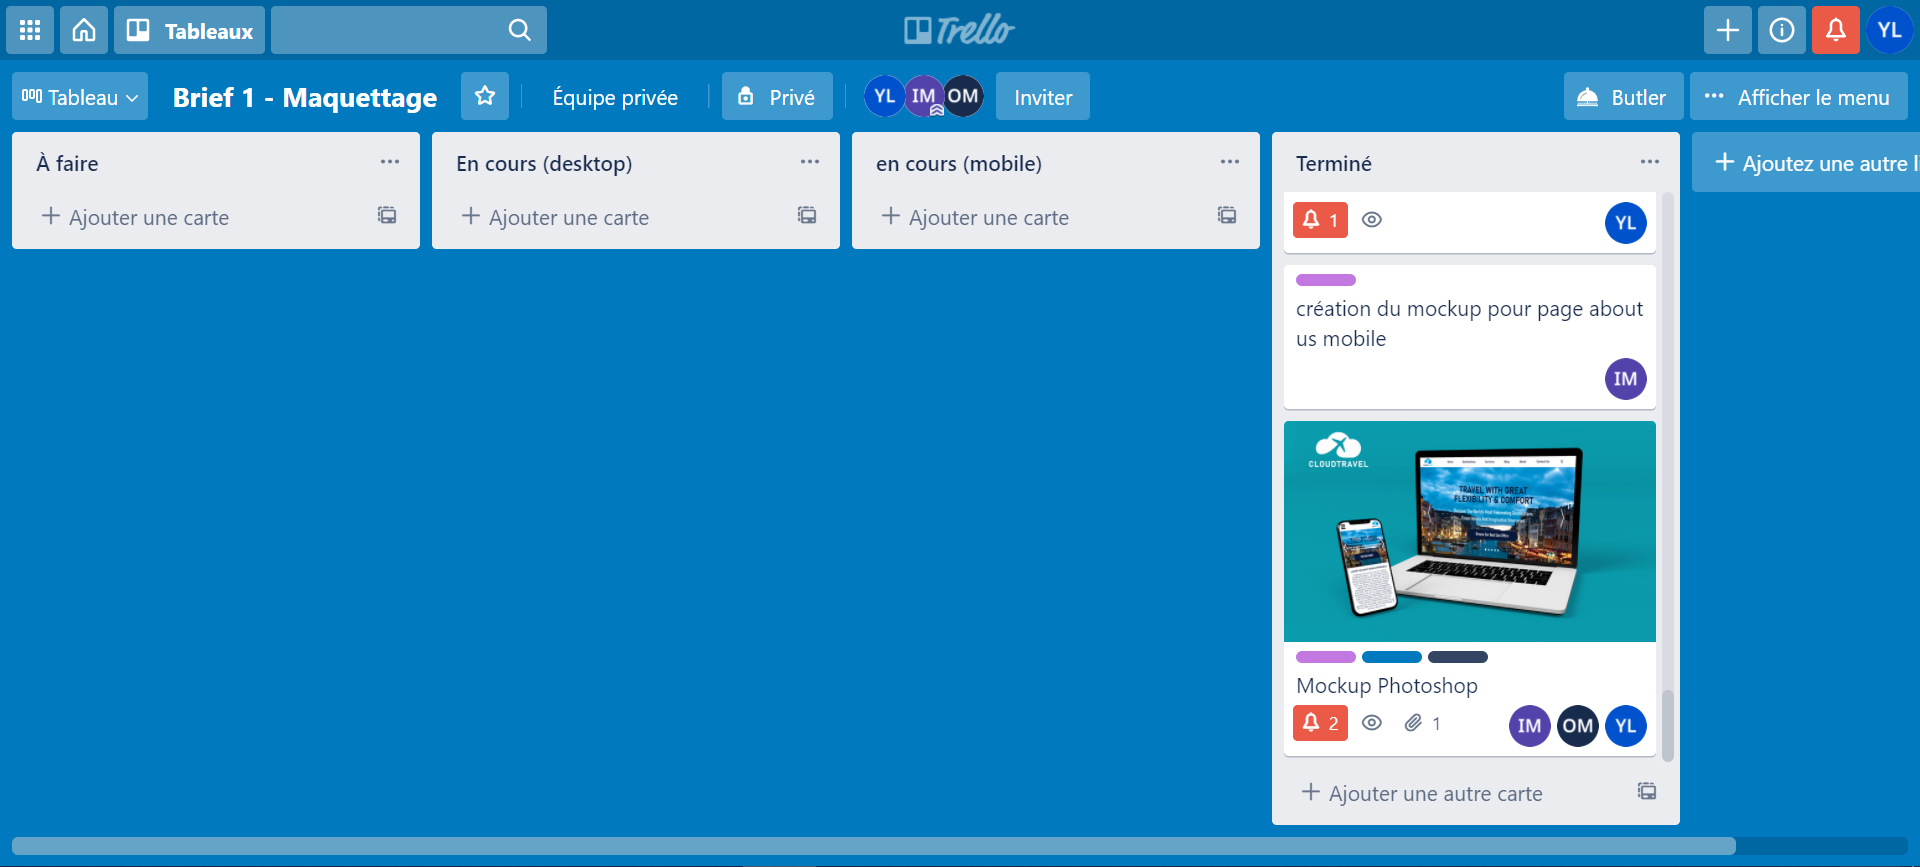 Tableaux
Trello
YL
Tableau
Brief 1 - Maquettage
Équipe privée
Privé
YL IM OM
Inviter
Butler
··· Afficher le menu
À faire
+ Ajouter une carte
En cours (desktop)
+ Ajouter une carte
en cours (mobile)
+ Ajouter une carte
Terminé
1
YL
création du mockup pour page about
us mobile
IM
CLOUDTRAVEL
TRAVEL WITH GREAT
FLEXIBILITY & COMFORT
Mockup Photoshop
2
1
IM OM YL
+ Ajouter une autre carte
+ Ajoutez une autre li